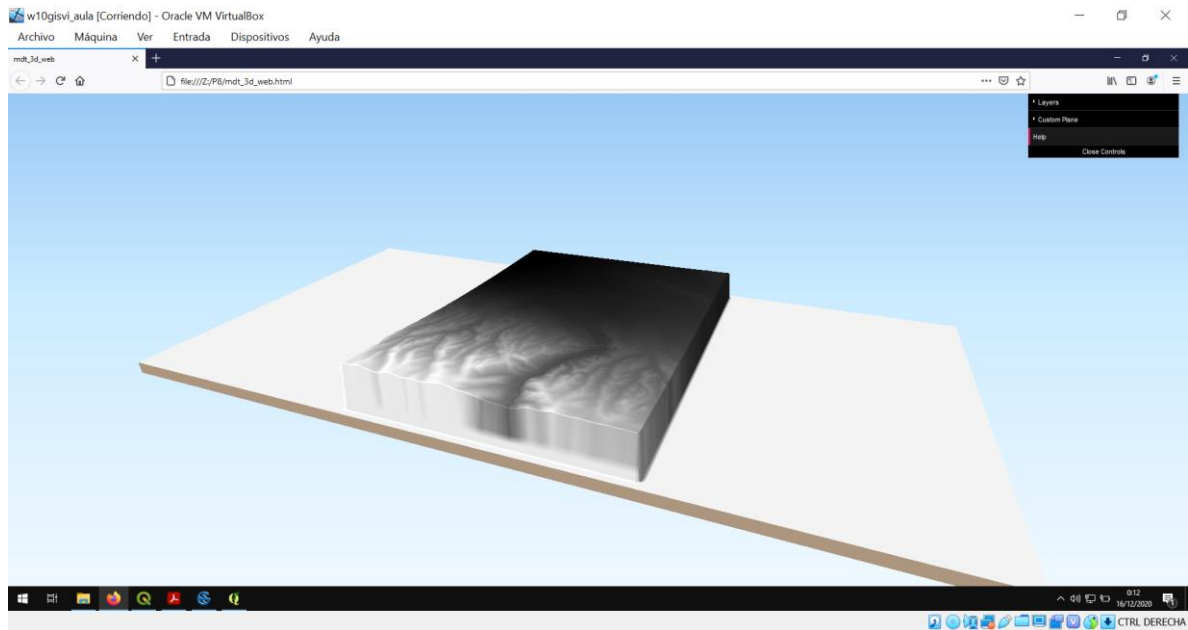 w10gisvi_aula [Corriendo] - Oracle VM VirtualBox
Archivo Máquina Ver Entrada Dispositivos Ayuda
mdt_3d_web
file:///Z:/P8/mdt_3d_web.html
Layers
Custom Plane
Help
Close Controls
0:12
16/12/2020
CTRL DERECHA